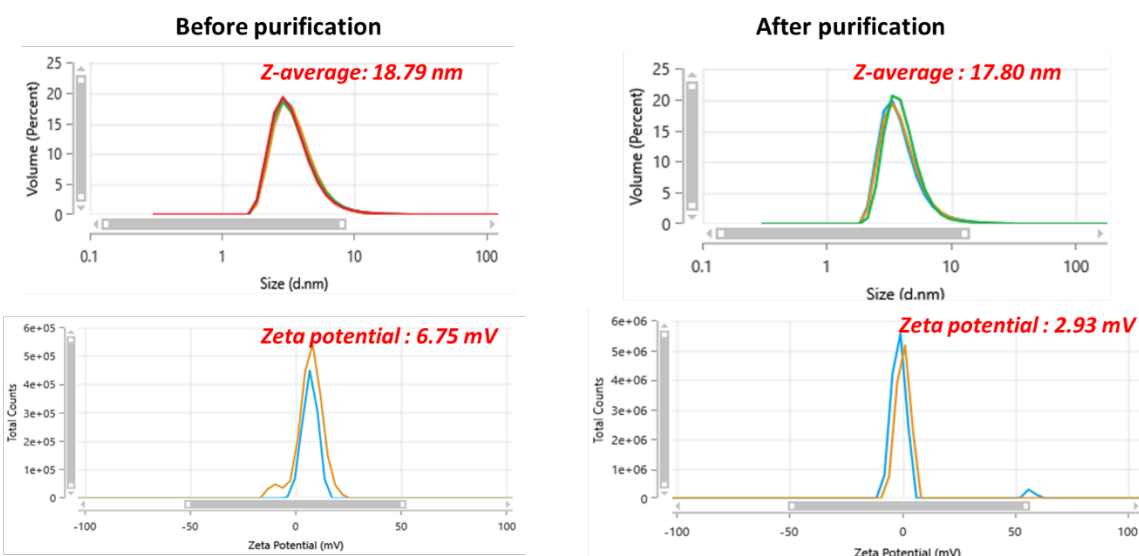 Before purification
After purification
Z-average: 18.79 nm
Volume (Percent)
25
20
15
10
5
0
0.1
1
10
100
Size (d.nm)
Z-average : 17.80 nm
Volume (Percent)
25
20
15
10
5
0
0.1
1
10
100
Size (d.nm)
Zeta potential : 6.75 mV
Total Counts
6e+05
5e+05
4e+05
3e+05
2e+05
1e+05
0
-100
-50
0
50
100
Zeta Potential (mV)
Zeta potential : 2.93 mV
Total Counts
6e+06
5e+06
4e+06
3e+06
2e+06
1e+06
0
-100
-50
0
50
100
Zeta Potential (mV)